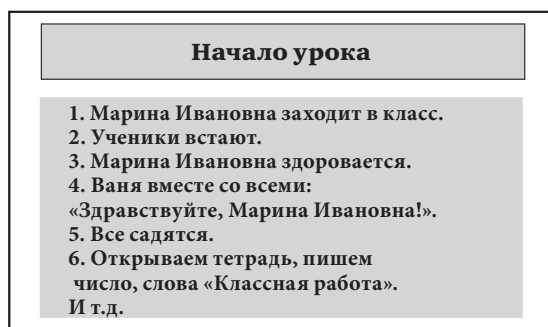 Начало урока
1. Марина Ивановна заходит в класс.
2. Ученики встают.
3. Марина Ивановна здоровается.
4. Ваня вместе со всеми:
«Здравствуйте, Марина Ивановна!».
5. Все садятся.
6. Открываем тетрадь, пишем
число, слова «Классная работа».
И т.д.